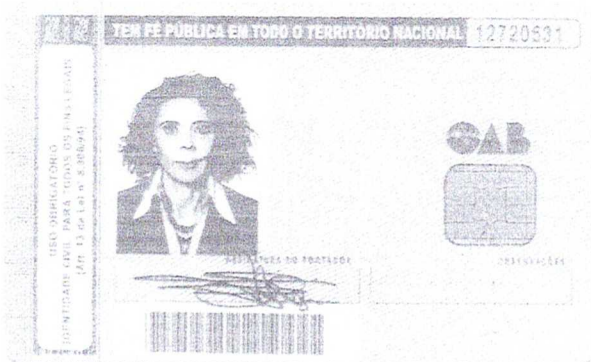 TEM FÉ PÚBLICA EM TODO O TERRITÓRIO NACIONAL 12720531
USO OBRIGATÓRIO
IDENTIDADE CIVIL PARA TODOS OS FINS LEGAIS
(Art. 13 da Lei nº 8.906/94)
OAB
ASSINATURA DO PORTADOR
OBSERVAÇÕES